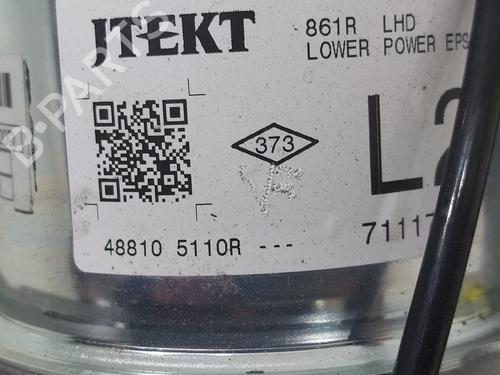 JTEKT
861R LHD
LOWER POWER EPS
B-PARTS
373
L2
48810 5110R ---
7111